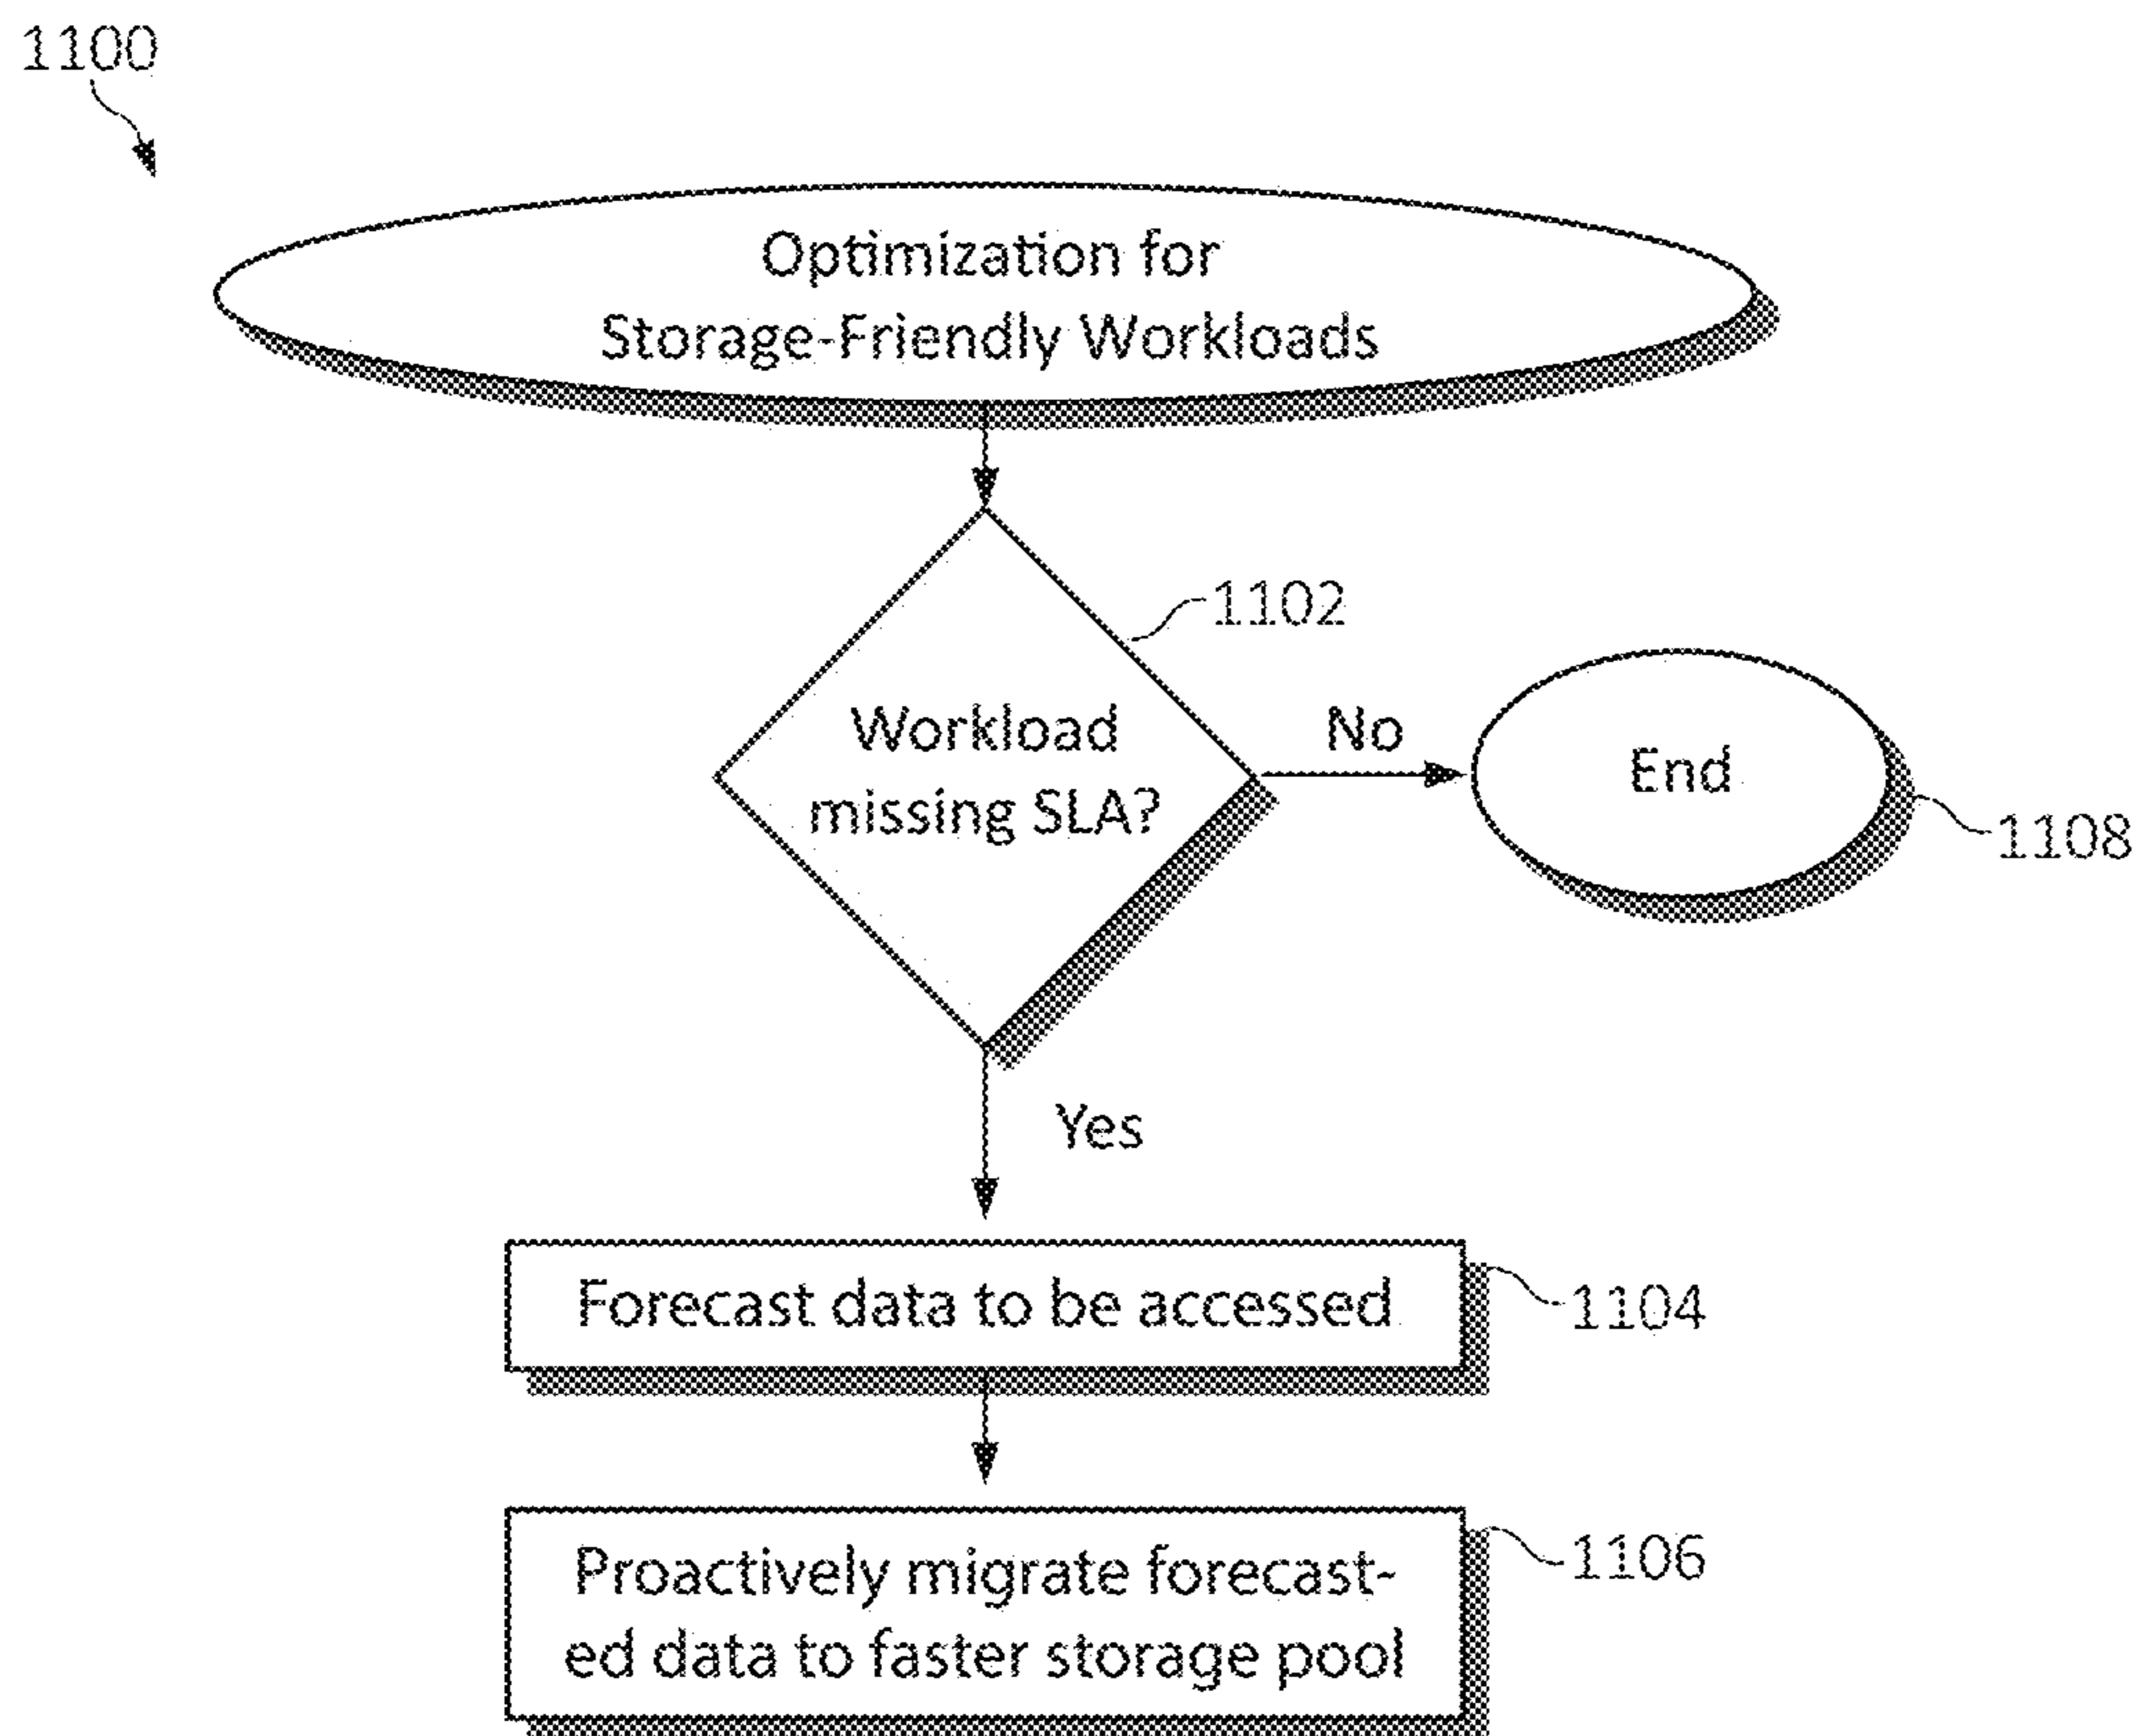 1100
Optimization for
Storage-Friendly Workloads
1102
Workload
missing SLA?
No
End
1108
Yes
Forecast data to be accessed
1104
Proactively migrate forecast-
ed data to faster storage pool
1106